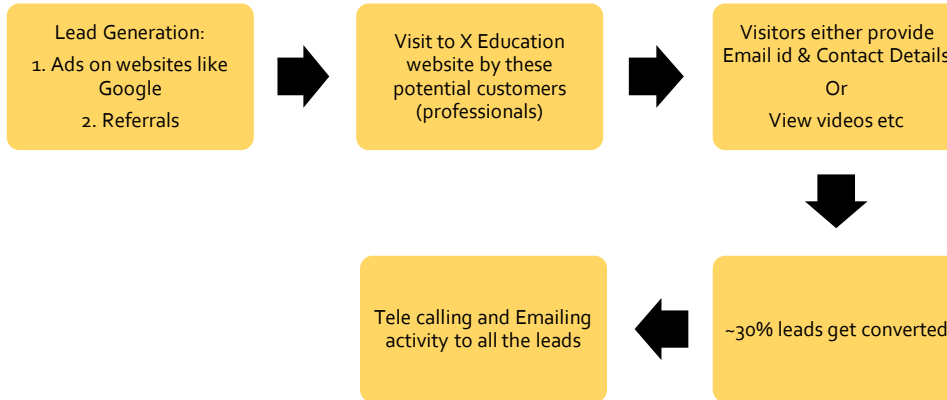 Lead Generation:
1. Ads on websites like
Google
2. Referrals
Visit to X Education
website by these
potential customers
(professionals)
Visitors either provide
Email id & Contact Details
Or
View videos etc
~30% leads get converted
Tele calling and Emailing
activity to all the leads